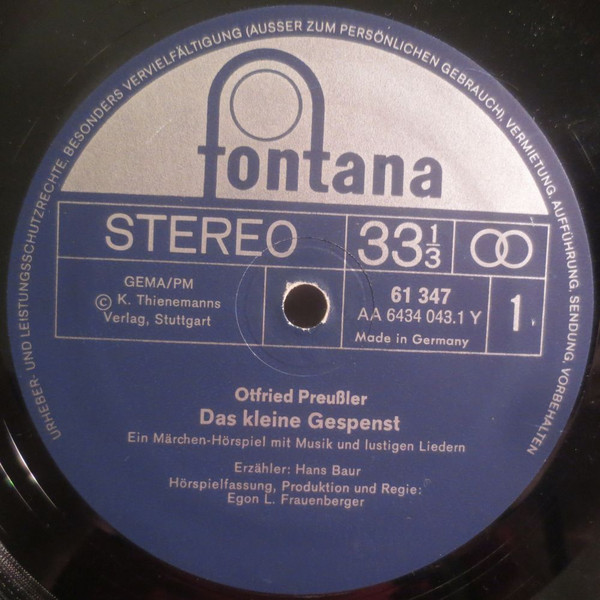 URHEBER- UND LEISTUNGSSCHUTZRECHTE, BESONDERS VERVIELFÄLTIGUNG (AUSSER ZUM PERSÖNLICHEN GEBRAUCH), VERMIETUNG, AUFFÜHRUNG, SENDUNG, VORBEHALTEN
fontana
STEREO
33 1/3
GEMA/PM
© K. Thienemanns
Verlag, Stuttgart
61 347
AA 6434 043.1 Y
Made in Germany
1
Otfried Preußler
Das kleine Gespenst
Ein Märchen-Hörspiel mit Musik und lustigen Liedern
Erzähler: Hans Baur
Hörspielfassung, Produktion und Regie:
Egon L. Frauenberger